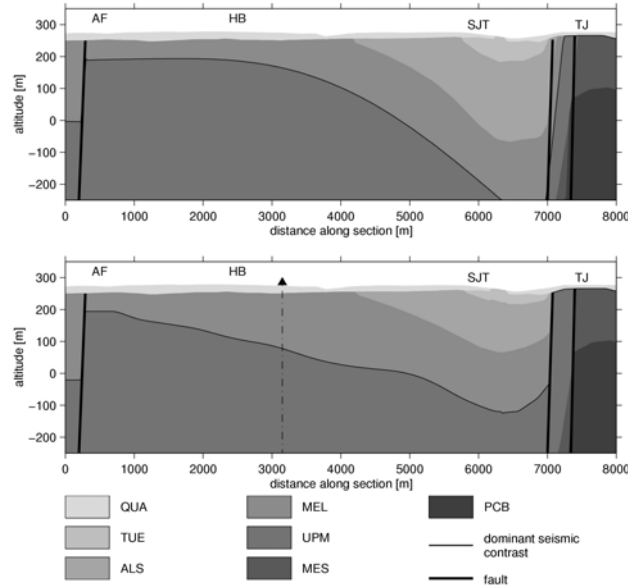 AF HB SJT TJ
300
200
100
0
−100
−200
altitude [m]
0 1000 2000 3000 4000 5000 6000 7000 8000
distance along section [m]
AF HB SJT TJ
300
200
100
0
−100
−200
altitude [m]
0 1000 2000 3000 4000 5000 6000 7000 8000
distance along section [m]
QUA MEL PCB
TUE UPM dominant seismic
contrast
ALS MES fault